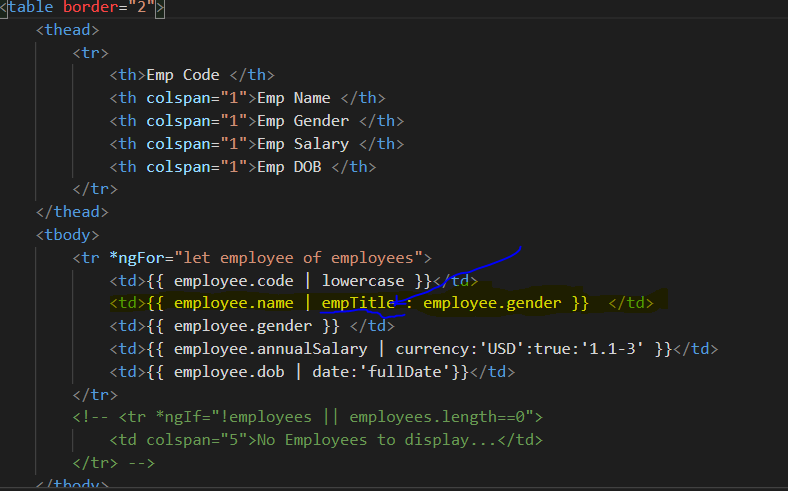 <table border="2">
<thead>
<tr>
<th>Emp Code </th>
<th colspan="1">Emp Name </th>
<th colspan="1">Emp Gender </th>
<th colspan="1">Emp Salary </th>
<th colspan="1">Emp DOB </th>
</tr>
</thead>
<tbody>
<tr *ngFor="let employee of employees">
<td>{{ employee.code | lowercase }}</td>
<td>{{ employee.name | empTitle : employee.gender }}  </td>
<td>{{ employee.gender }} </td>
<td>{{ employee.annualSalary | currency:'USD':true:'1.1-3' }}</td>
<td>{{ employee.dob | date:'fullDate'}}</td>
</tr>
<!-- <tr *ngIf="!employees || employees.length==0">
<td colspan="5">No Employees to display...</td>
</tr> -->
</tbody>